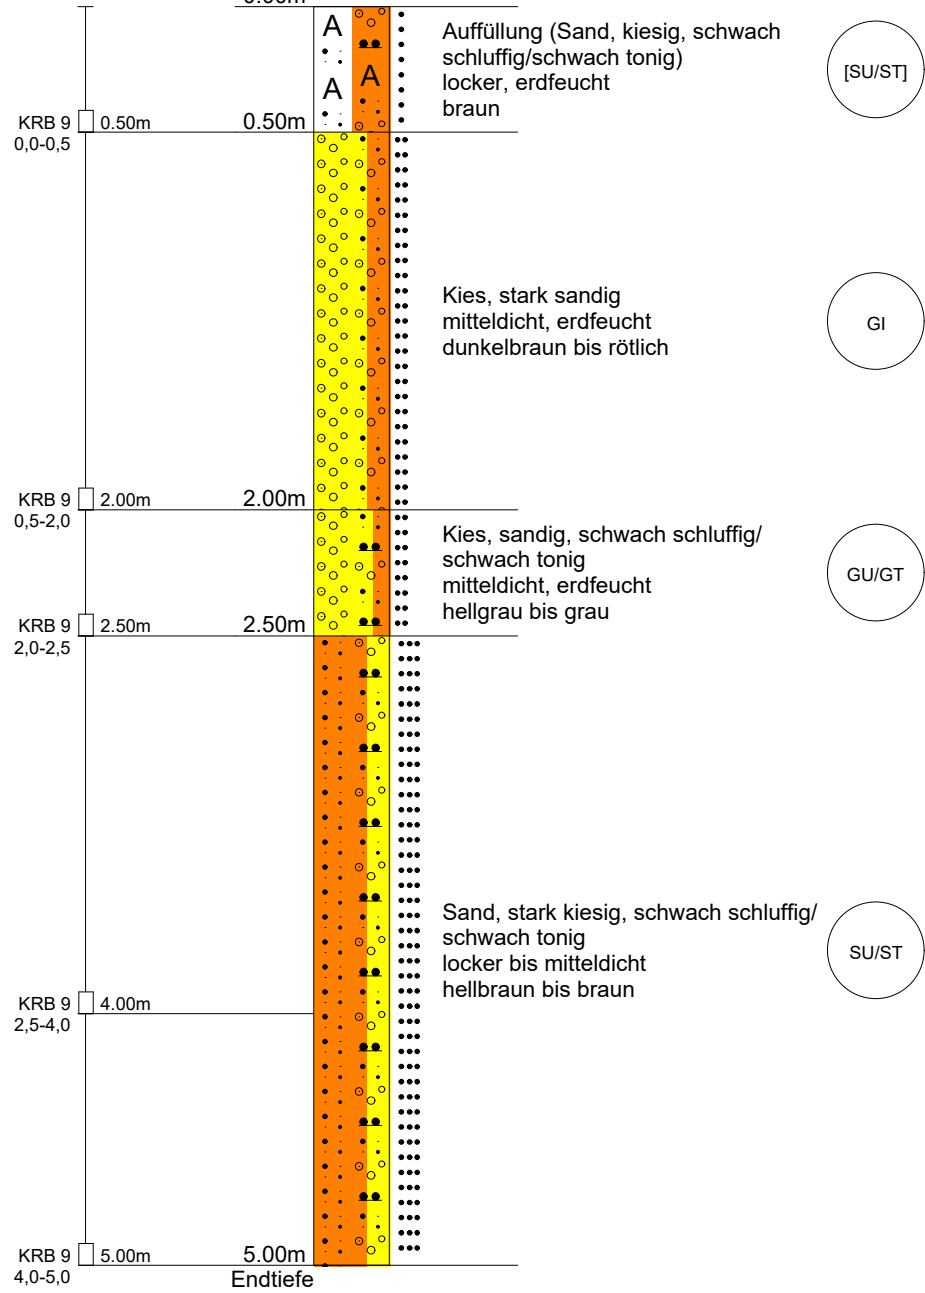 0.00m
A
A
A
Auffüllung (Sand, kiesig, schwach
schluffig/schwach tonig)
locker, erdfeucht
braun
[SU/ST]
KRB 9
0,0-0,5
0.50m
0.50m
Kies, stark sandig
mitteldicht, erdfeucht
dunkelbraun bis rötlich
GI
KRB 9
0,5-2,0
2.00m
2.00m
Kies, sandig, schwach schluffig/
schwach tonig
mitteldicht, erdfeucht
hellgrau bis grau
GU/GT
KRB 9
2,0-2,5
2.50m
2.50m
Sand, stark kiesig, schwach schluffig/
schwach tonig
locker bis mitteldicht
hellbraun bis braun
SU/ST
KRB 9
2,5-4,0
4.00m
KRB 9
4,0-5,0
5.00m
5.00m
Endtiefe